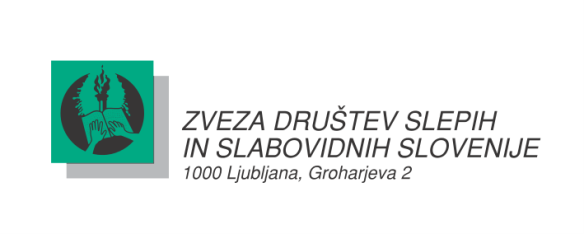 ZVEZA DRUŠTEV SLEPIH
IN SLABOVIDNIH SLOVENIJE
1000 Ljubljana, Groharjeva 2